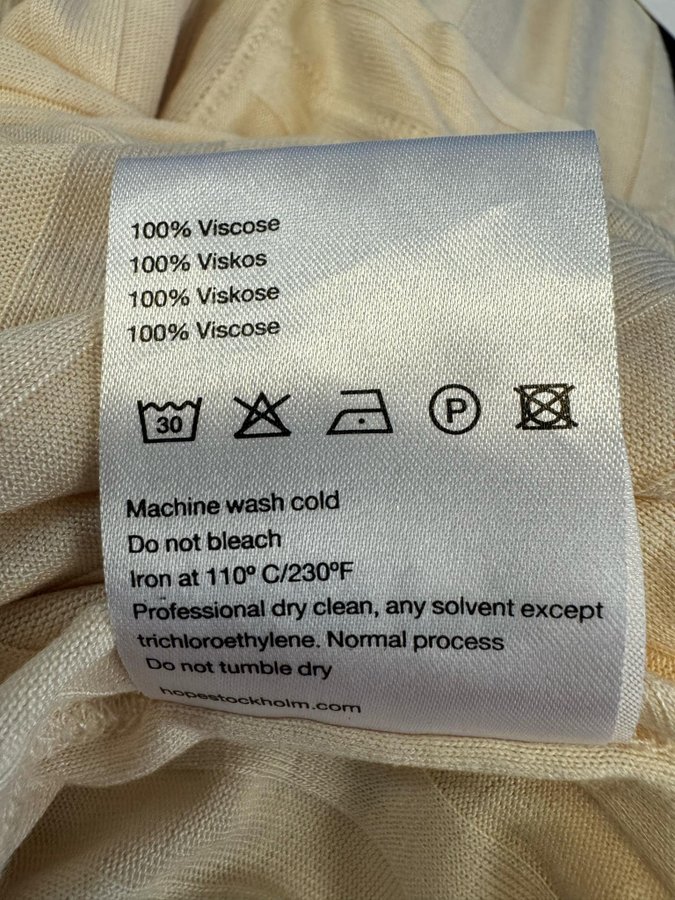 100% Viscose
100% Viskos
100% Viskose
100% Viscose
30 P
Machine wash cold
Do not bleach
Iron at 110º C/230ºF
Professional dry clean, any solvent except
trichloroethylene. Normal process
Do not tumble dry
hopestockholm.com